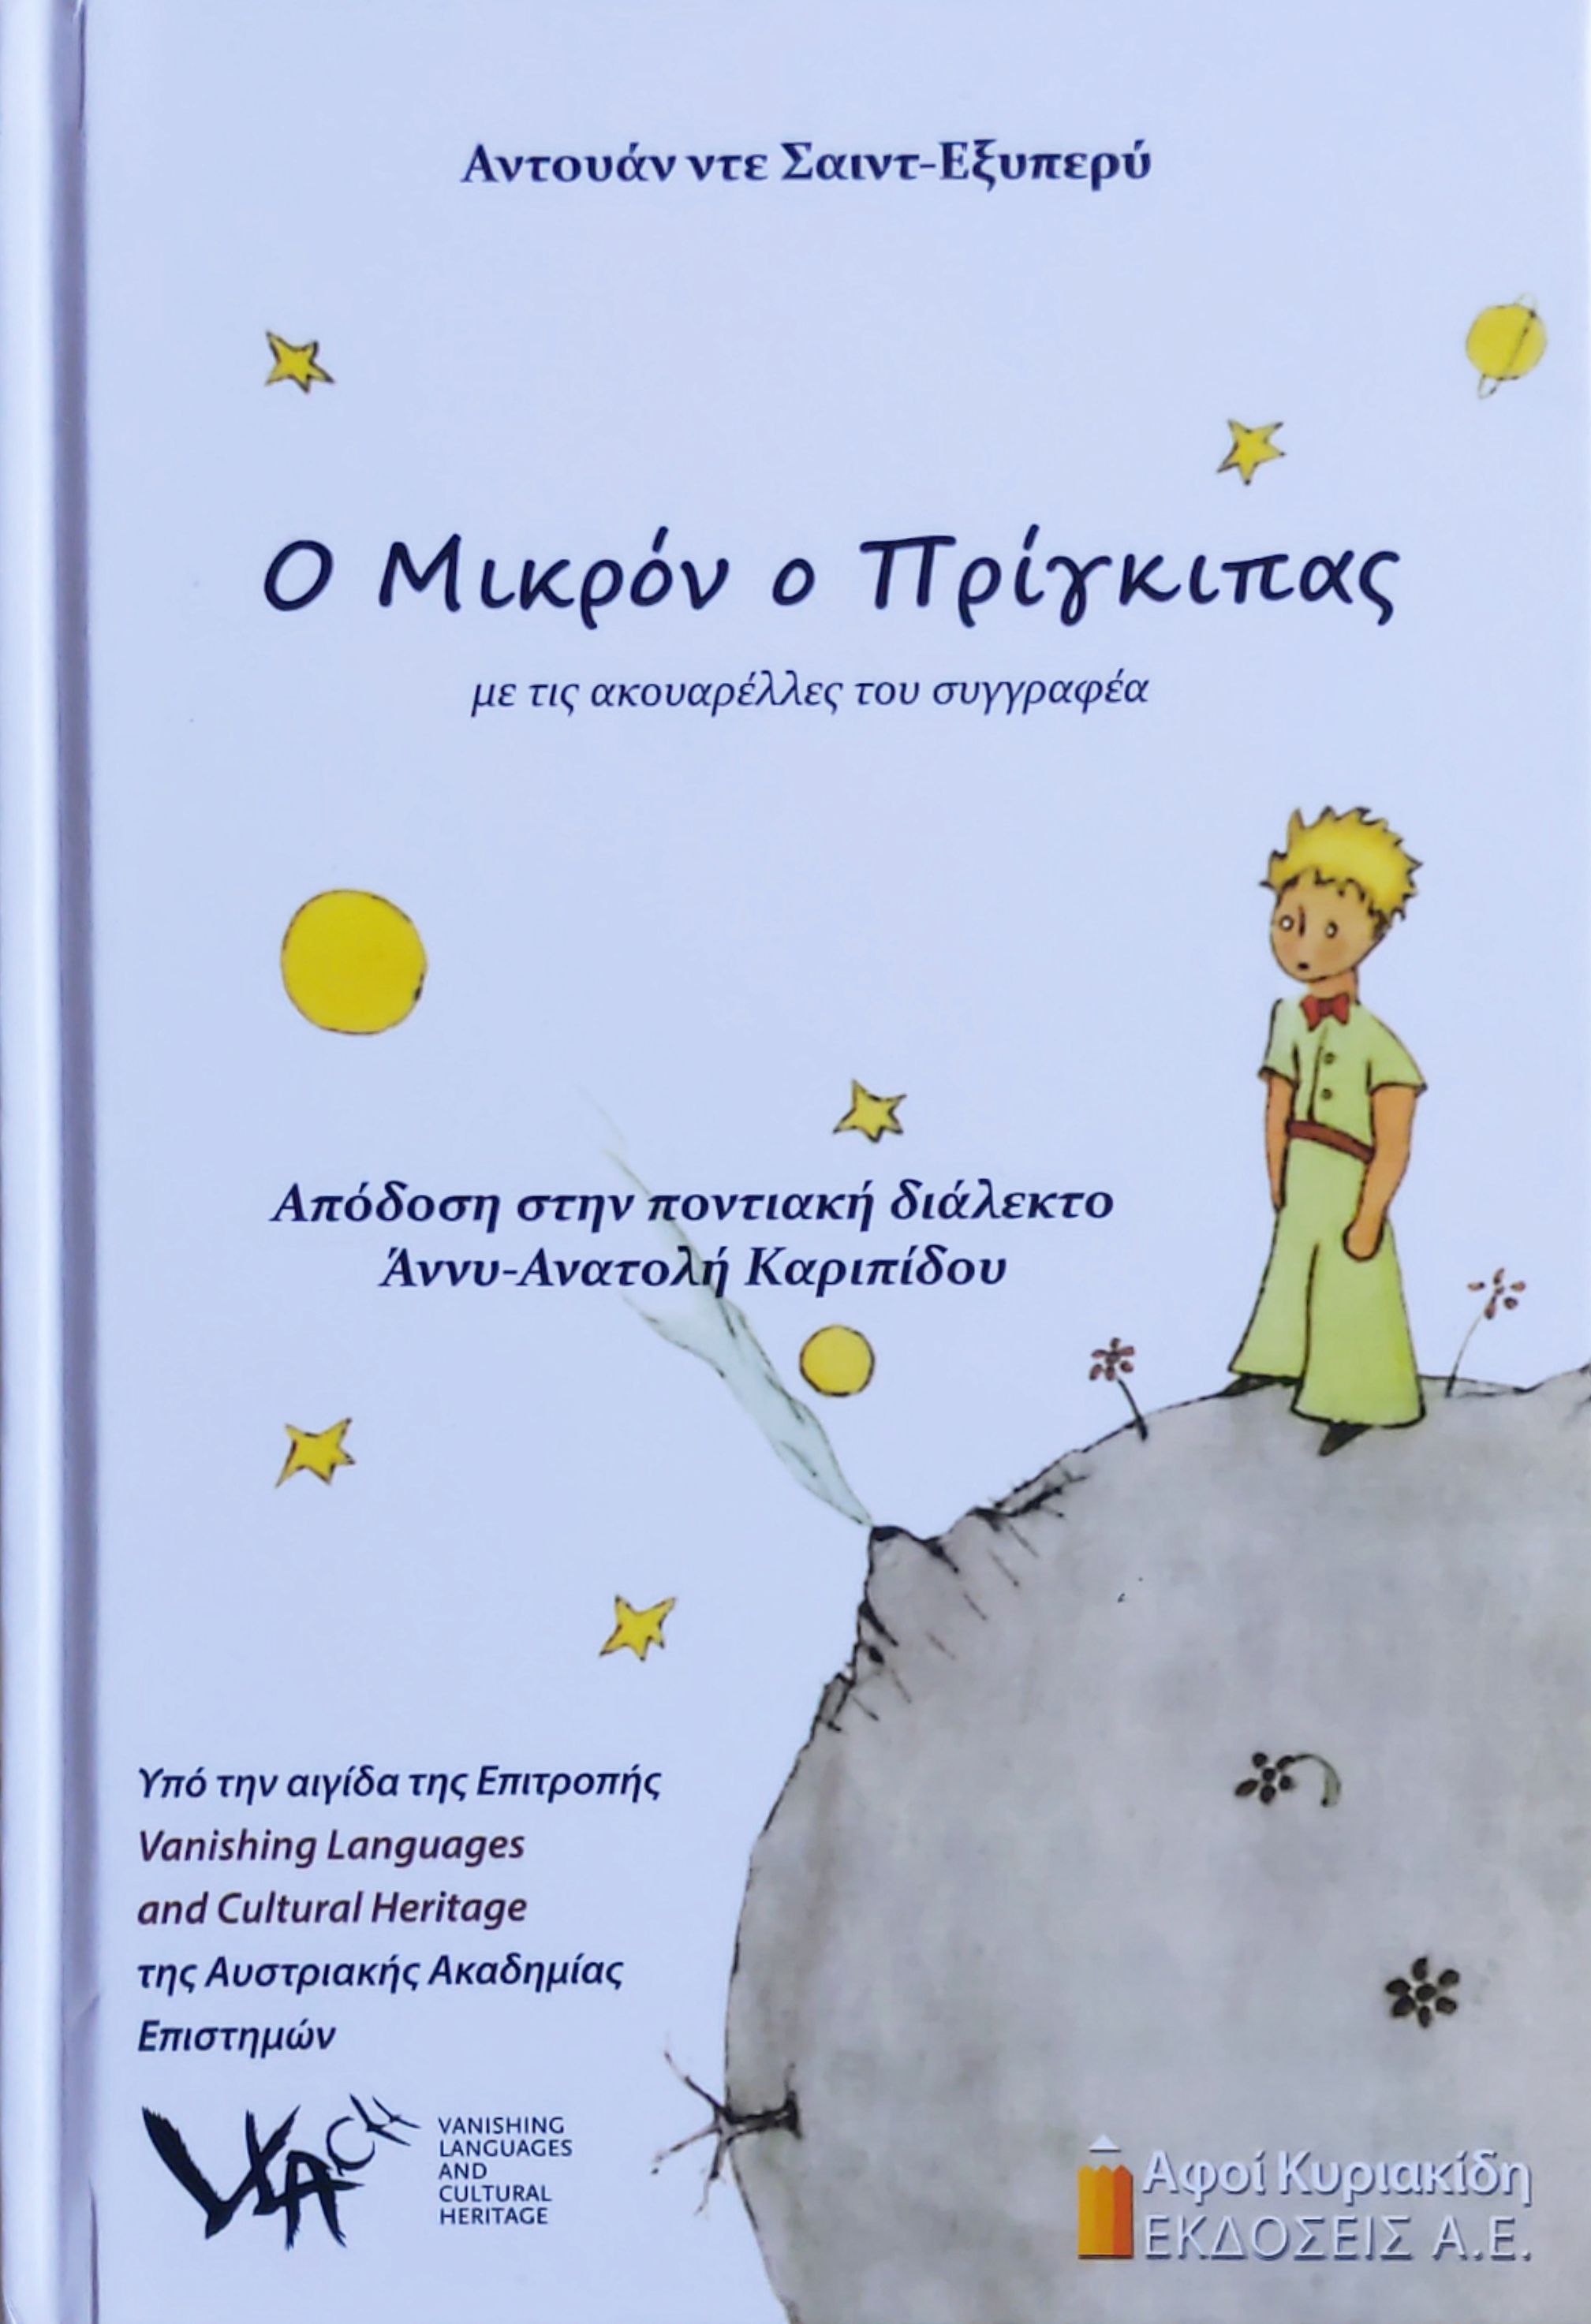 Αντουάν ντε Σαιντ-Εξυπερύ
Ο Μικρόν ο Πρίγκιπας
με τις ακουαρέλλες του συγγραφέα
Απόδοση στην ποντιακή διάλεκτο
Άννυ-Ανατολή Καριπίδου
Υπό την αιγίδα της Επιτροπής
Vanishing Languages
and Cultural Heritage
της Αυστριακής Ακαδημίας
Επιστημών
VLACH
VANISHING
LANGUAGES
AND
CULTURAL
HERITAGE
Αφοί Κυριακίδη
ΕΚΔΟΣΕΙΣ Α.Ε.